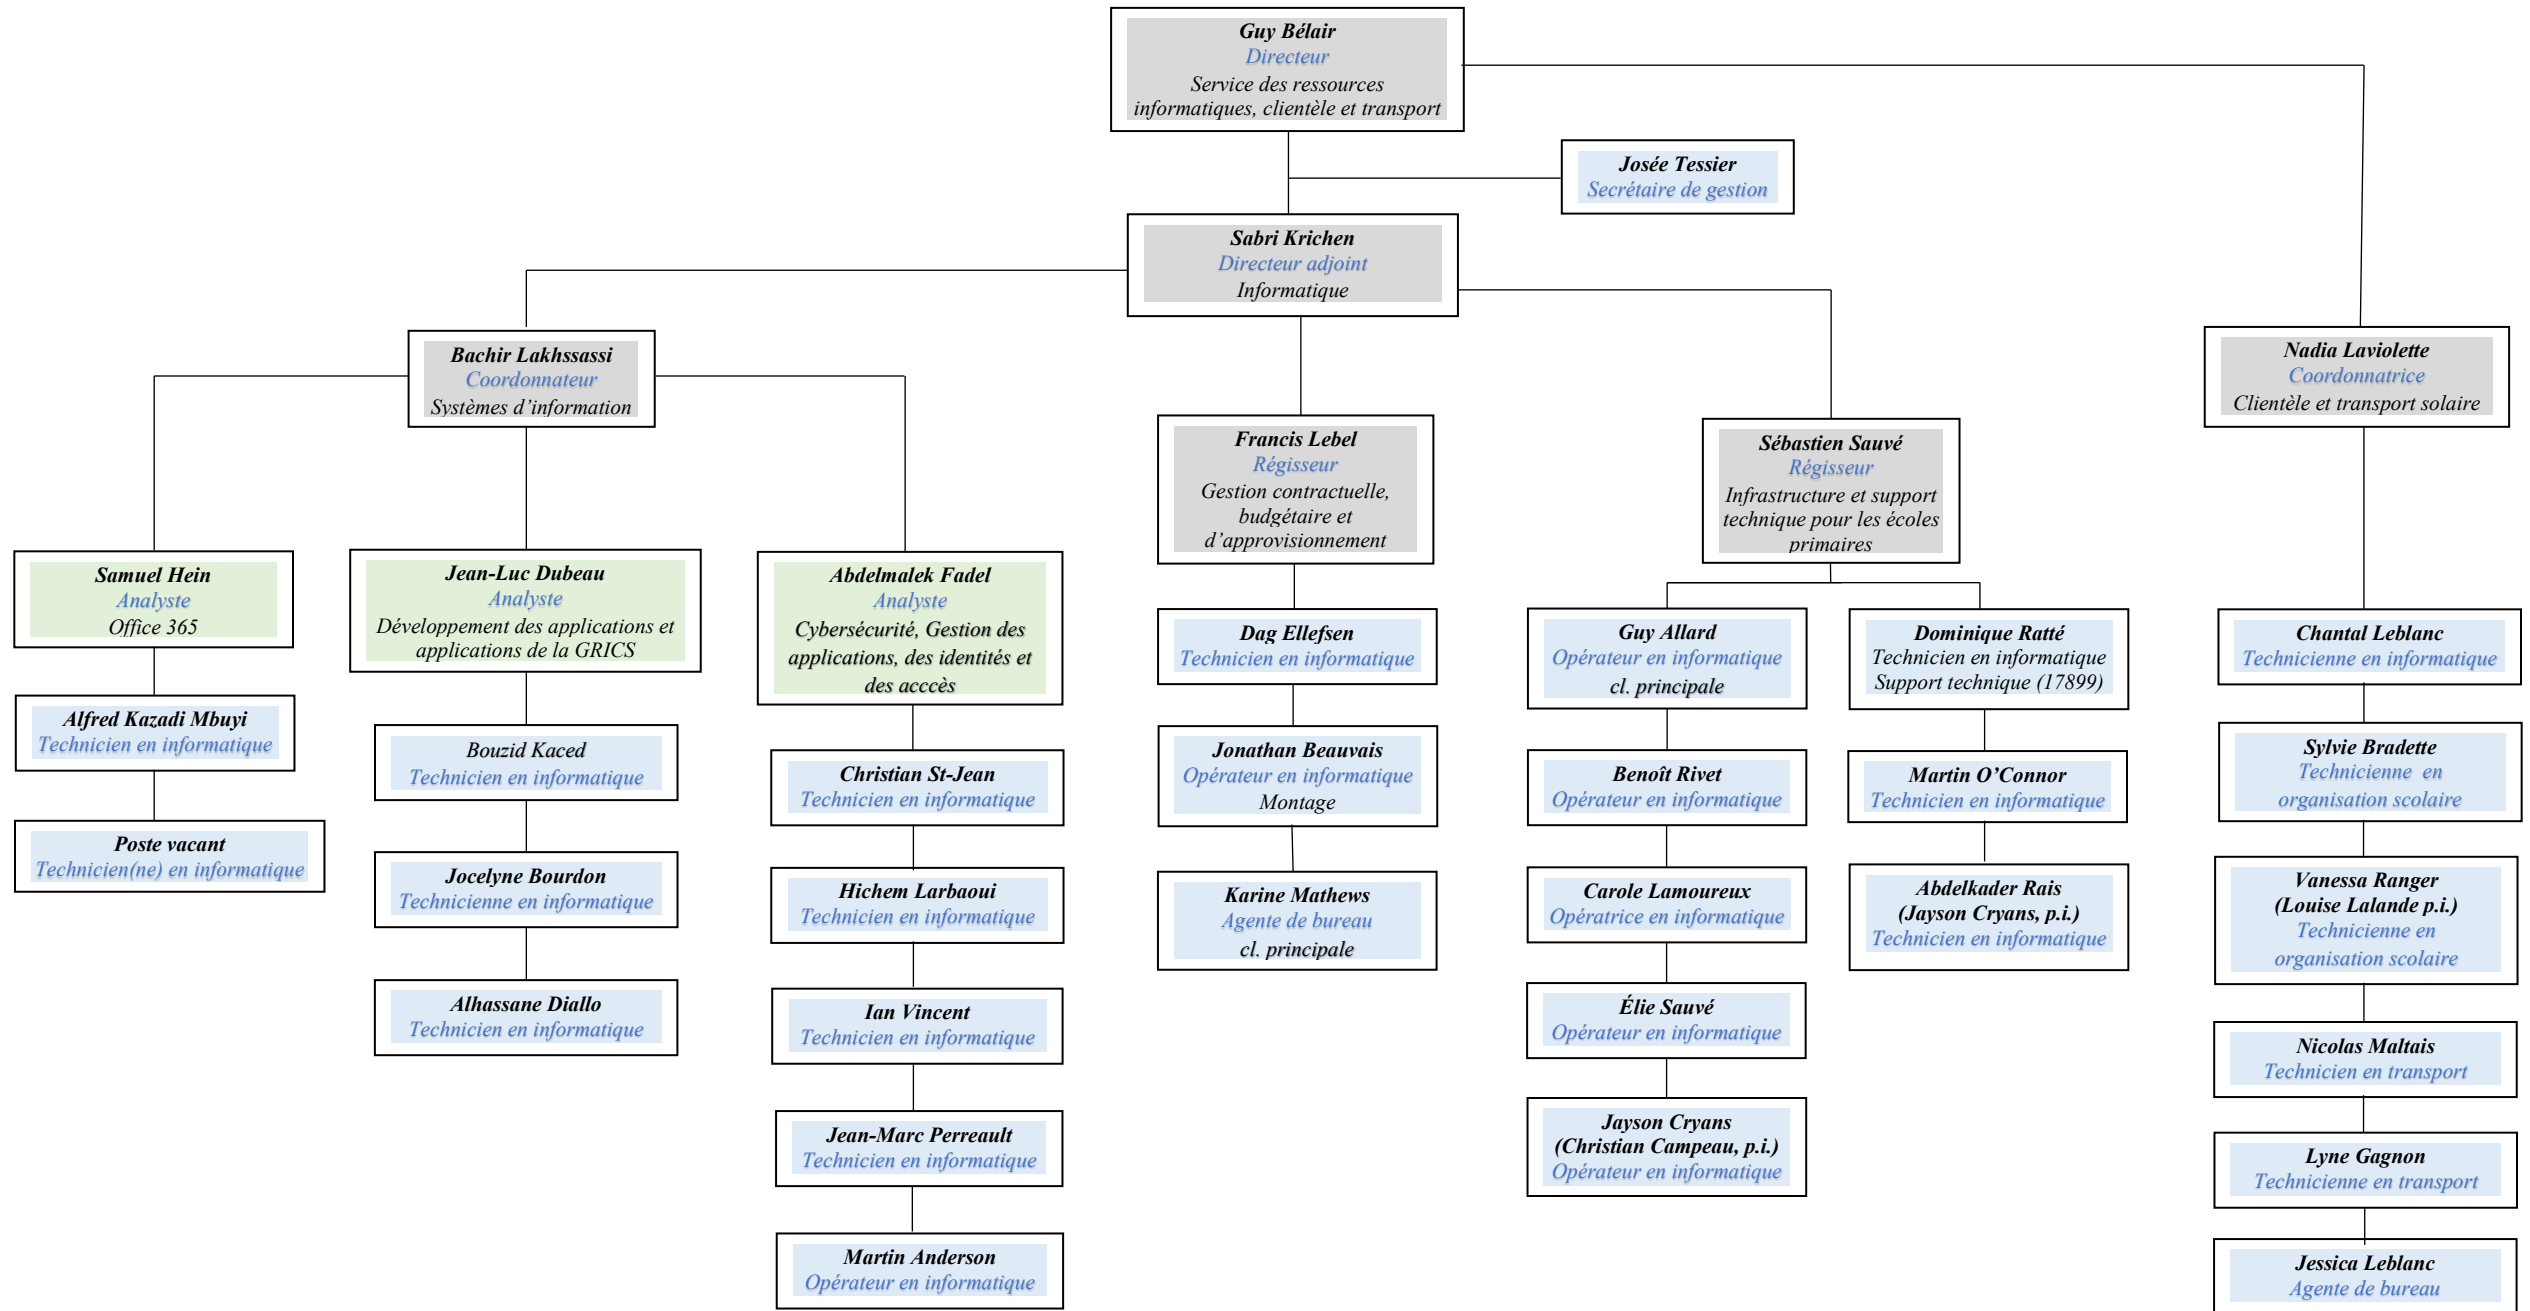 Guy Bélair
Directeur
Service des ressources
informatiques, clientèle et transport
Josée Tessier
Secrétaire de gestion
Sabri Krichen
Directeur adjoint
Informatique
Bachir Lakhssassi
Coordonnateur
Systèmes d’information
Nadia Laviolette
Coordonnatrice
Clientèle et transport solaire
Francis Lebel
Régisseur
Gestion contractuelle,
budgétaire et
d’approvisionnement
Sébastien Sauvé
Régisseur
Infrastructure et support
technique pour les écoles
primaires
Samuel Hein
Analyste
Office 365
Alfred Kazadi Mbuyi
Technicien en informatique
Poste vacant
Technicien(ne) en informatique
Jean-Luc Dubeau
Analyste
Développement des applications et
applications de la GRICS
Bouzid Kaced
Technicien en informatique
Jocelyne Bourdon
Technicienne en informatique
Alhassane Diallo
Technicien en informatique
Abdelmalek Fadel
Analyste
Cybersécurité, Gestion des
applications, des identités et
des acccès
Christian St-Jean
Technicien en informatique
Hichem Larbaoui
Technicien en informatique
Ian Vincent
Technicien en informatique
Jean-Marc Perreault
Technicien en informatique
Martin Anderson
Opérateur en informatique
Dag Ellefsen
Technicien en informatique
Jonathan Beauvais
Opérateur en informatique
Montage
Karine Mathews
Agente de bureau
cl. principale
Guy Allard
Opérateur en informatique
cl. principale
Benoît Rivet
Opérateur en informatique
Carole Lamoureux
Opératrice en informatique
Élie Sauvé
Opérateur en informatique
Jayson Cryans
(Christian Campeau, p.i.)
Opérateur en informatique
Dominique Ratté
Technicien en informatique
Support technique (17899)
Martin O’Connor
Technicien en informatique
Abdelkader Rais
(Jayson Cryans, p.i.)
Technicien en informatique
Chantal Leblanc
Technicienne en informatique
Sylvie Bradette
Technicienne en
organisation scolaire
Vanessa Ranger
(Louise Lalande p.i.)
Technicienne en
organisation scolaire
Nicolas Maltais
Technicien en transport
Lyne Gagnon
Technicienne en transport
Jessica Leblanc
Agente de bureau